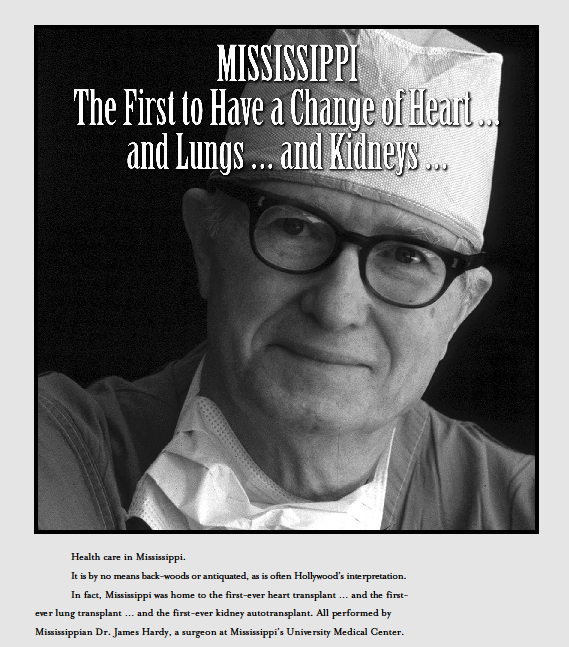 MISSISSIPPI
The First to Have a Change of Heart ...
and Lungs ... and Kidneys ...
Health care in Mississippi.
It is by no means back-woods or antiquated, as is often Hollywood's interpretation.
In fact, Mississippi was home to the first-ever heart transplant ... and the first-
ever lung transplant ... and the first-ever kidney autotransplant. All performed by
Mississippian Dr. James Hardy, a surgeon at Mississippi's University Medical Center.